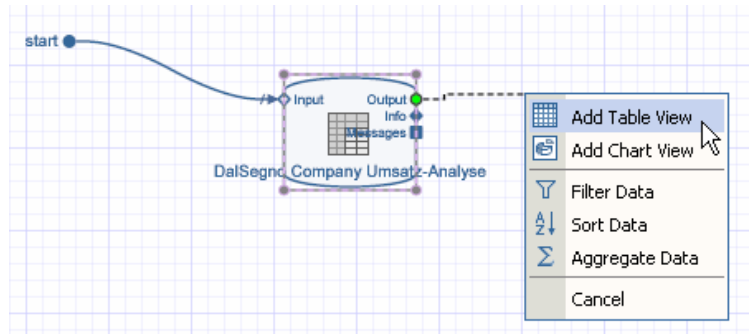 start
Input
Output
Info
Messages
DalSegno Company Umsatz-Analyse
Add Table View
Add Chart View
Filter Data
Sort Data
Aggregate Data
Cancel